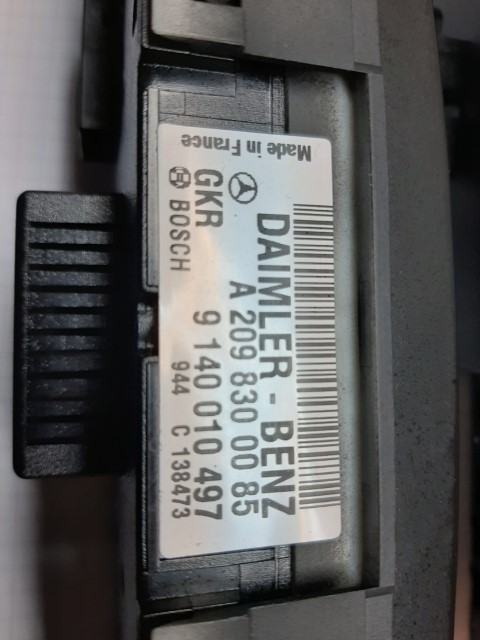 Made in France
DAIMLER - BENZ
A 209 830 00 85
GKR 9 140 010 497
BOSCH 944 C 138473